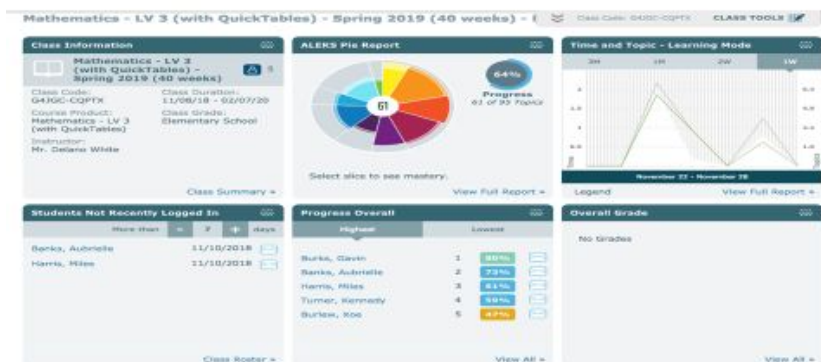 Mathematics - LV 3 (with QuickTables) - Spring 2019 (40 weeks) -
Class Code: G4JGC-CQPTX
CLASS TOOLS
Class Information
Mathematics - LV 3
(with QuickTables) -
Spring 2019 (40 weeks)
Class Code:
G4JGC-CQPTX
Class Duration:
11/08/18 - 02/07/20
Course Product:
Mathematics - LV 3
(with QuickTables)
Class Grade:
Elementary School
Instructor:
Mr. Delano White
Class Summary »
ALEKS Pie Report
61
64%
Progress
61 of 95 Topics
Select slice to see mastery.
View Full Report »
Time and Topic - Learning Mode
3M
1M
2W
1W
Time
Topics
November 22 - November 28
Legend
View Full Report »
Students Not Recently Logged In
More than
7
days
Banks, Aubrielle 11/10/2018
Harris, Miles 11/10/2018
Class Roster »
Progress Overall
Highest
Lowest
Burks, Gavin 1 80%
Banks, Aubrielle 2 73%
Harris, Miles 3 61%
Turner, Kennedy 4 59%
Burlew, Koe 5 47%
View All »
Overall Grade
No Grades
View All »